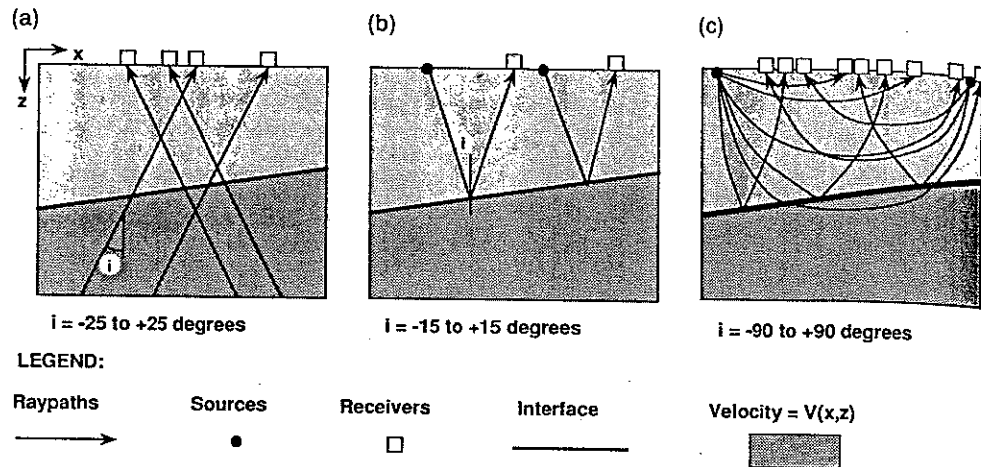 (a)
(b)
(c)
x
z
i
i
i = -25 to +25 degrees
i = -15 to +15 degrees
i = -90 to +90 degrees
LEGEND:
Raypaths
Sources
Receivers
Interface
Velocity = V(x,z)